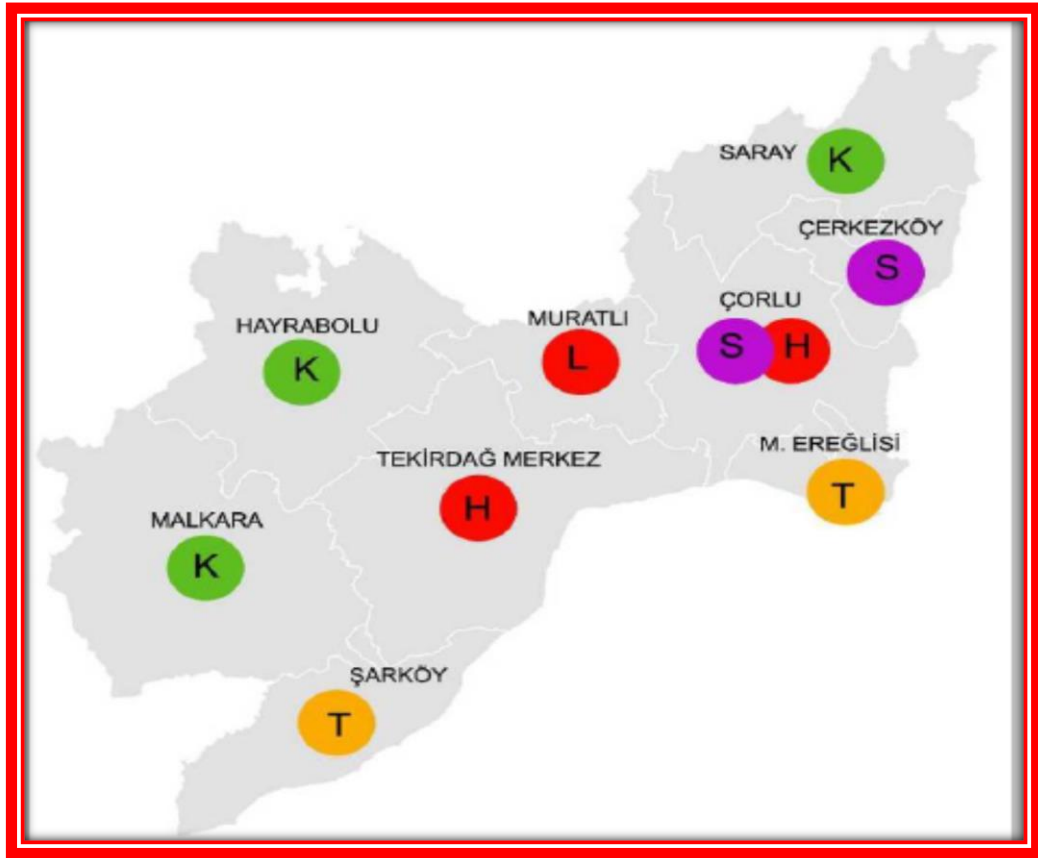 SARAY K
ÇERKEZKÖY
S
ÇORLU
S H
MURATLI
L
HAYRABOLU
K
M. EREĞLİSİ
T
TEKİRDAĞ MERKEZ
H
MALKARA
K
ŞARKÖY
T